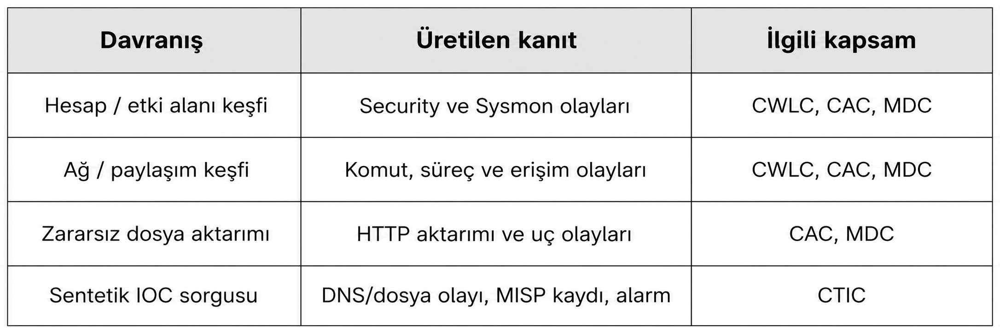 Davranış Üretilen kanıt İlgili kapsam
Hesap / etki alanı keşfi Security ve Sysmon olayları CWLC, CAC, MDC
Ağ / paylaşım keşfi Komut, süreç ve erişim olayları CWLC, CAC, MDC
Zararsız dosya aktarımı HTTP aktarımı ve uç olayları CAC, MDC
Sentetik IOC sorgusu DNS/dosya olayı, MISP kaydı, alarm CTIC